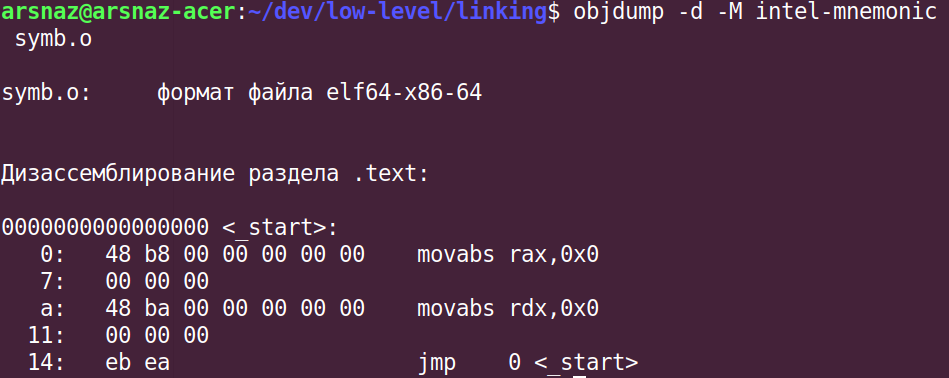 arsnaz@arsnaz-acer:~/dev/low-level/linking$ objdump -d -M intel-mnemonic
symb.o
symb.o:     формат файла elf64-x86-64
Дизассемблирование раздела .text:
0000000000000000 <_start>:
   0:   48 b8 00 00 00 00 00    movabs rax,0x0
   7:   00 00 00
   a:   48 ba 00 00 00 00 00    movabs rdx,0x0
  11:   00 00 00
  14:   eb ea                   jmp    0 <_start>